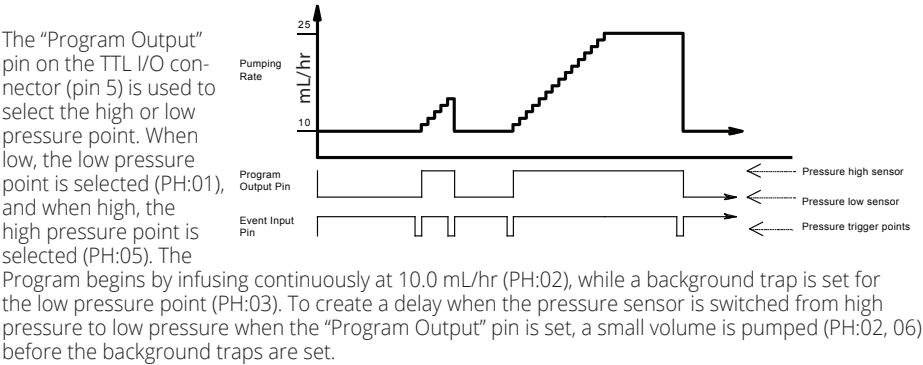 The “Program Output”
pin on the TTL I/O con-
nector (pin 5) is used to
select the high or low
pressure point. When
low, the low pressure
point is selected (PH:01),
and when high, the
high pressure point is
selected (PH:05). The
Program begins by infusing continuously at 10.0 mL/hr (PH:02), while a background trap is set for
the low pressure point (PH:03). To create a delay when the pressure sensor is switched from high
pressure to low pressure when the “Program Output” pin is set, a small volume is pumped (PH:02, 06)
before the background traps are set.
25
Pumping
Rate
mL/hr
10
Program
Output Pin
Pressure high sensor
Pressure low sensor
Event Input
Pin
Pressure trigger points